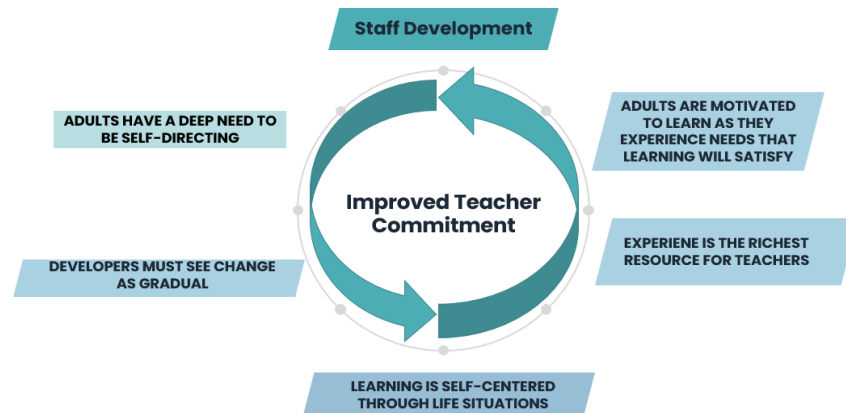 Staff Development
ADULTS HAVE A DEEP NEED TO
BE SELF-DIRECTING
ADULTS ARE MOTIVATED
TO LEARN AS THEY
EXPERIENCE NEEDS THAT
LEARNING WILL SATISFY
Improved Teacher
Commitment
EXPERIENE IS THE RICHEST
RESOURCE FOR TEACHERS
DEVELOPERS MUST SEE CHANGE
AS GRADUAL
LEARNING IS SELF-CENTERED
THROUGH LIFE SITUATIONS